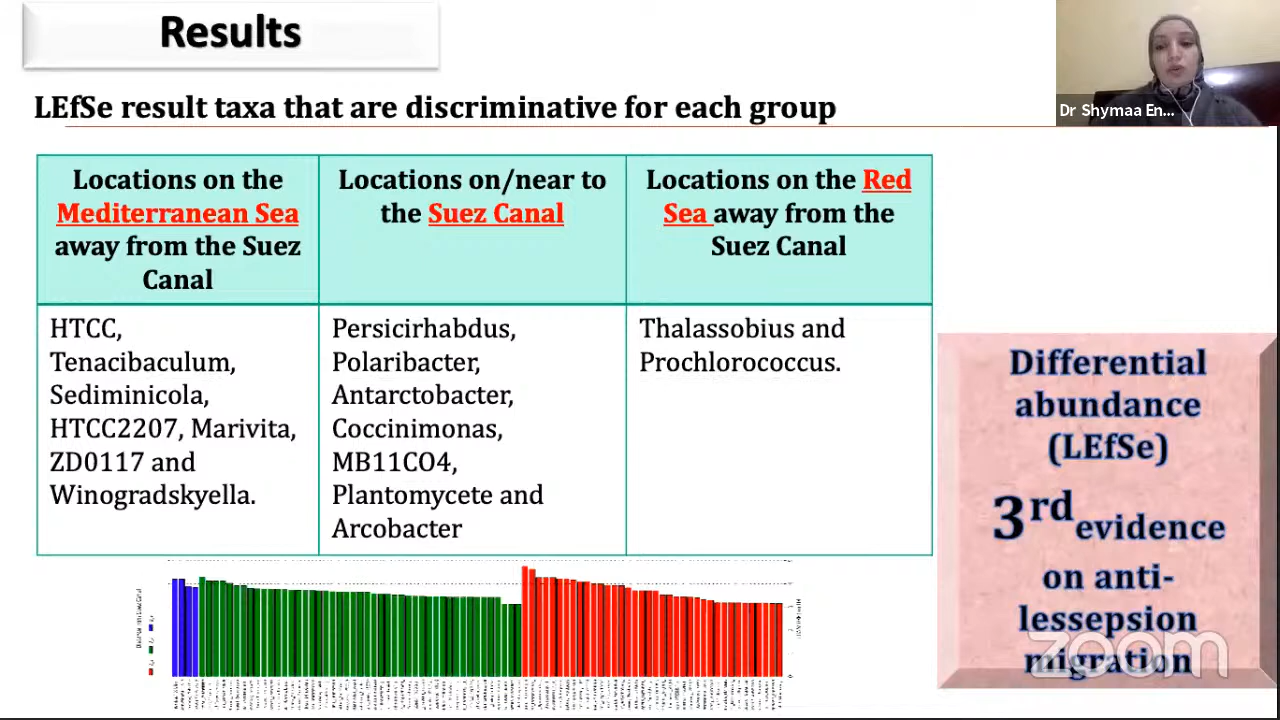 Results
Dr Shymaa En...
LEfSe result taxa that are discriminative for each group
Locations on the
Mediterranean Sea
away from the Suez
Canal
Locations on/near to
the Suez Canal
Locations on the Red
Sea away from the
Suez Canal
HTCC,
Tenacibaculum,
Sediminicola,
HTCC2207, Marivita,
ZD0117 and
Winogradskyella.
Persicirhabdus,
Polaribacter,
Antarctobacter,
Coccinimonas,
MB11CO4,
Plantomycete and
Arcobacter
Thalassobius and
Prochlorococcus.
Differential
abundance
(LEfSe)
3rd evidence
on anti-
lessepsion
migration
zoom